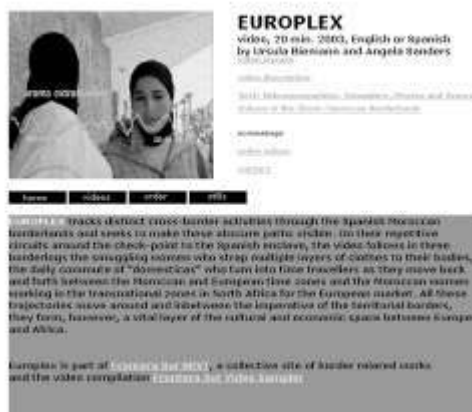 EUROPLEX
video, 20 min. 2003, English or Spanish
by Ursula Biemann and Angela Sanders
home videos order stills
EUROPLEX tracks distinct cross-border activities through the Spanish Moroccan
borderlands and seeks to make these obscure paths visible. On their repetitive
circuits around the check-point to the Spanish enclave, the video follows in three
borderlogs the smuggling women who strap multiple layers of clothes to their bodies,
the daily commute of "domesticas" who turn into time travellers as they move back
and forth between the Moroccan and European time zones and the Moroccan women
working in the transnational zones in North Africa for the European market. All these
trajectories move around and inbetween the imperative of the territorial borders,
they form, however, a vital layer of the cultural and economic space between Europe
and Africa.
Europlex is part of Frontera Sur RRVT, a collective site of border related works
and the video compilation Frontera Sur Video Sampler